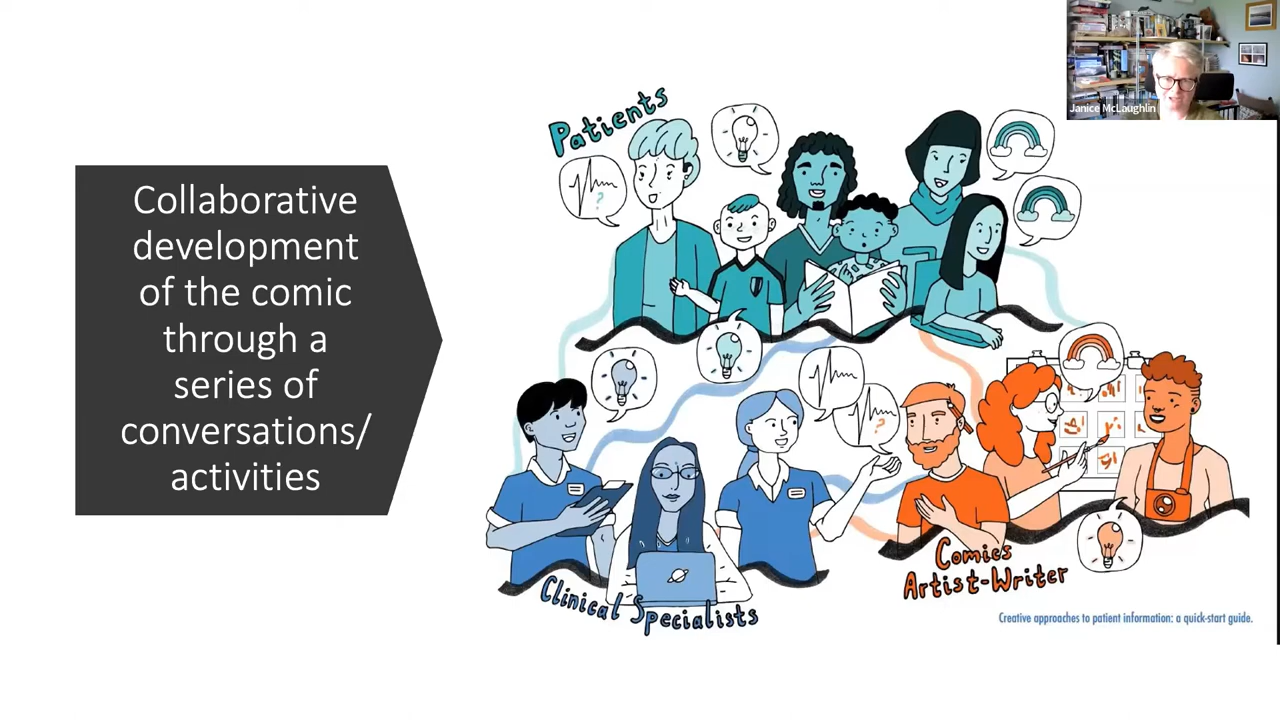 Janice McLaughlin
Collaborative
development
of the comic
through a
series of
conversations/
activities
Patients
?
?
Clinical Specialists
Comics
Artist-Writer
Creative approaches to patient information: a quick-start guide.